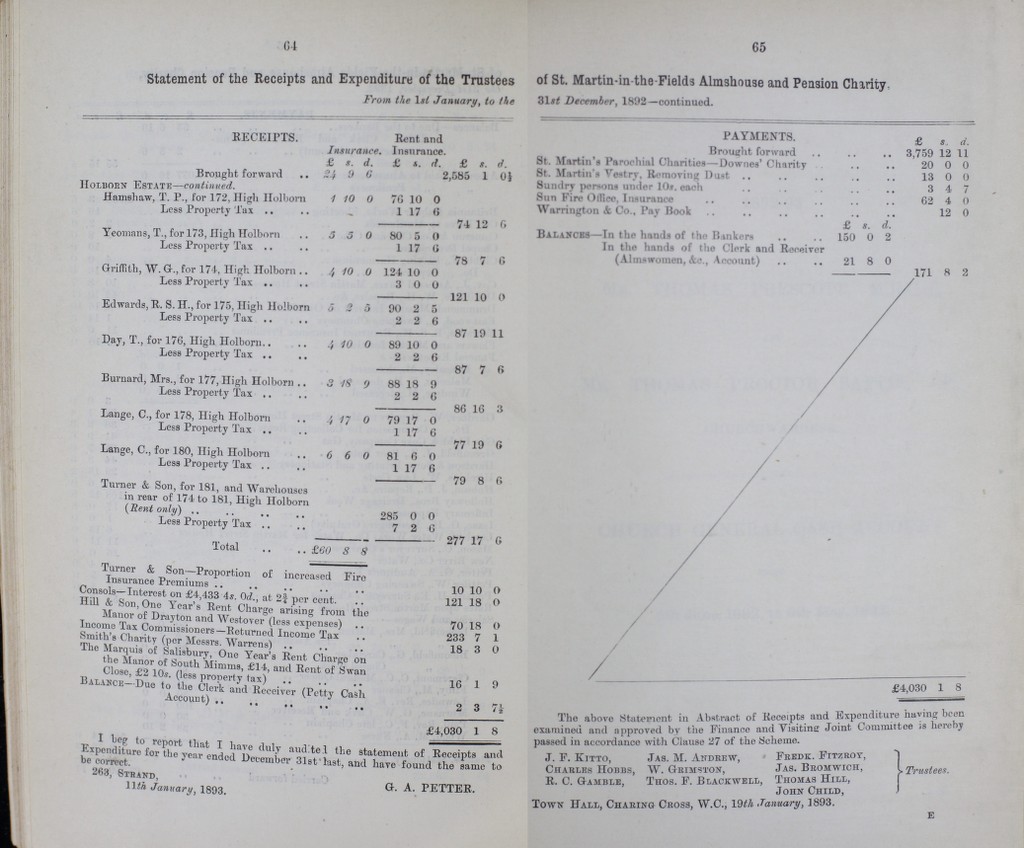 64
Statement of the Receipts and Expenditure of the Trustees
From the 1st January, to the
RECEIPTS. Rent and
Insurance. Insurance.
£ s. d. £ s. d. £ s. d.
Brought forward .. 24 9 6 2,585 1 0½
HOLBORN ESTATE—continued.
Hamshaw, T. P., for 172, High Holborn 4 10 0 76 10 0
Less Property Tax .. .. – 1 17 6
74 12 6
Yeomans, T., for 173, High Holborn .. 5 5 0 80 5 0
Less Property Tax .. .. 1 17 6
78 7 6
Griffith, W. G., for 174, High Holborn .. 4 10 0 124 10 0
Less Property Tax .. .. 3 0 0
121 10 0
Edwards, R. S. H., for 175, High Holborn 5 2 5 90 2 5
Less Property Tax .. .. 2 2 6
87 19 11
Day, T., for 176, High Holborn.. .. 4 10 0 89 10 0
Less Property Tax .. .. 2 2 6
87 7 6
Burnard, Mrs., for 177, High Holborn .. 3 18 9 88 18 9
Less Property Tax .. .. 2 2 6
86 16 3
Lange, C., for 178, High Holborn .. 4 17 0 79 17 0
Less Property Tax .. .. 1 17 6
77 19 6
Lange, C., for 180, High Holborn .. 6 6 0 81 6 0
Less Property Tax .. .. 1 17 6
79 8 6
Turner & Son, for 181, and Warehouses
in rear of 174 to 181, High Holborn
(Rent only) .. .. .. .. 285 0 0
Less Property Tax .. .. 7 2 6
277 17 6
Total .. .. £60 8 8
Turner & Son—Proportion of increased Fire
Insurance Premiums .. .. .. .. .. 10 10 0
Consols—Interest on £4,433 4s. 0d., at 2¾ per cent. .. 121 18 0
Hill & Son, One Year's Rent Charge arising from the
Manor of Drayton and Westover (less expenses) .. 70 18 0
Income Tax Commissioners—Returned Income Tax .. 233 7 1
Smith's Charity (per Messrs. Warrens) .. .. .. 18 3 0
The Marquis of Salisbury, One Year's Rent Charge on
the Manor of South Mimms, £14, and Rent of Swan
Close, £2 10s. (less property tax) .. .. .. 16 1 9
BALANCE—Due to the Clerk and Receiver (Petty Cash
Account) .. .. .. .. .. 2 3 7½
£4,030 1 8
I beg to report that I have duly audited the statement of Receipts and
Expenditure for the year ended December 31st last, and have found the same to
be correct.
263, STRAND,
11th January, 1893. G. A. PETTER.
65
of St. Martin-in-the-Fields Almshouse and Pension Charity,
31st December, 1892—continued.
PAYMENTS.
£ s. d.
Brought forward .. .. .. 3,759 12 11
St. Martin's Parochial Charities—Downes' Charity .. .. .. 20 0 0
St. Martin's Vestry, Removing Dust .. .. .. .. .. 13 0 0
Sundry persons under 10s. each .. .. .. .. .. 3 4 7
Sun Fire Office, Insurance .. .. .. .. .. .. 62 4 0
Warrington & Co., Pay Book .. .. .. .. .. .. 12 0
£ s. d.
BALANCES—In the hands of the Bankers .. .. 150 0 2
In the hands of the Clerk and Receiver
(Almswomen, &c., Account) .. .. 21 8 0
171 8 2
£4,030 1 8
The above Statement in Abstract of Receipts and Expenditure having been
examined and approved by the Finance and Visiting Joint Committee is hereby
passed in accordance with Clause 27 of the Scheme.
J. F. KITTO, JAS. M. ANDREW, FREDK. FITZROY,
CHARLES HOBBS, W. GRIMSTON, JAS. BROMWICH,
R. C. GAMBLE, THOS. F. BLACKWELL, THOMAS HILL,
JOHN CHILD,
Trustees.
TOWN HALL, CHARING CROSS, W.C., 19th January, 1893.
E